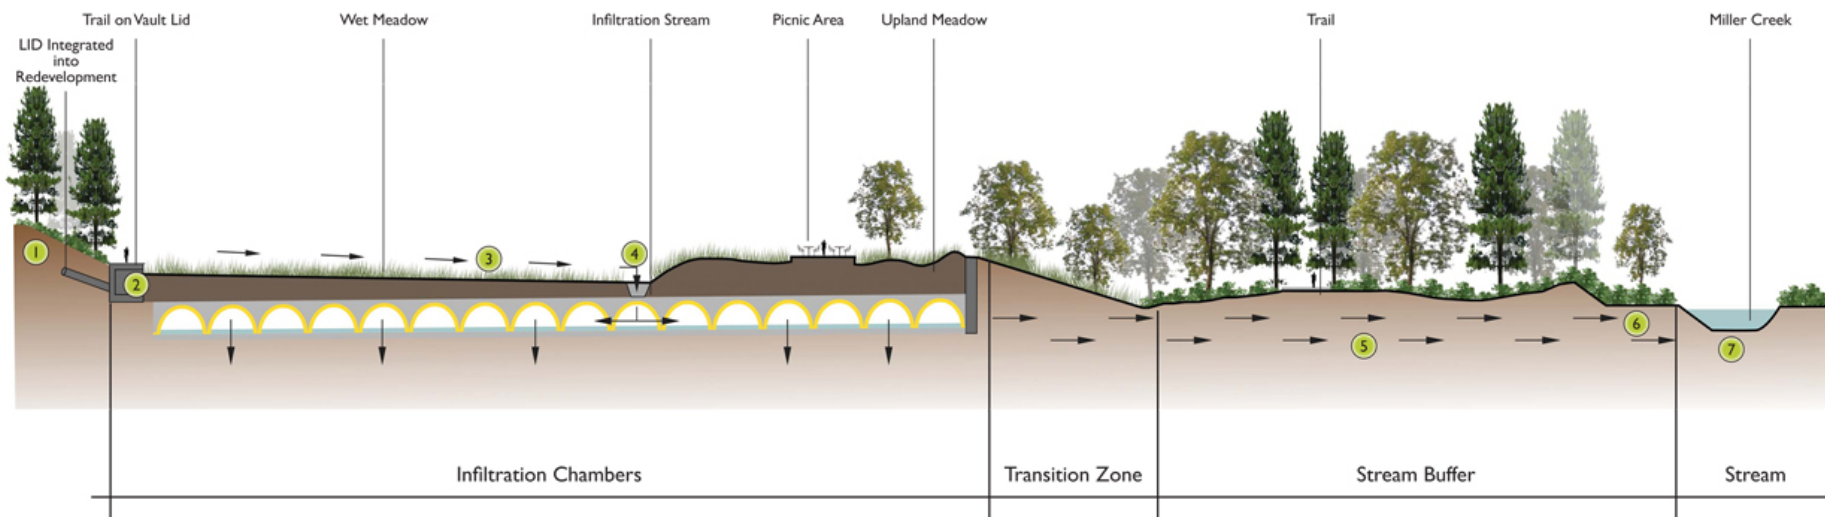 Trail on Vault Lid
Wet Meadow
Infiltration Stream
Picnic Area
Upland Meadow
Trail
Miller Creek
LID Integrated
into
Redevelopment
1
2
3
4
5
6
7
Infiltration Chambers
Transition Zone
Stream Buffer
Stream